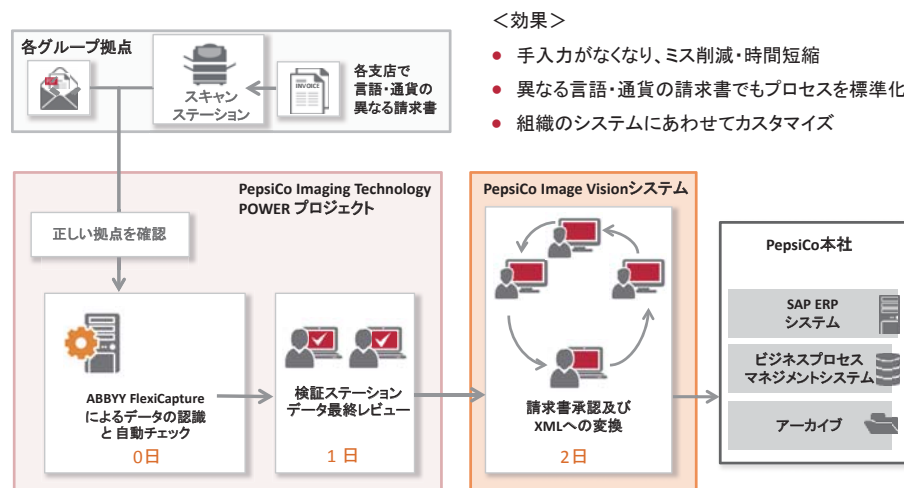 ＜効果＞
• 手入力がなくなり、ミス削減・時間短縮
• 異なる言語・通貨の請求書でもプロセスを標準化
• 組織のシステムにあわせてカスタマイズ
各グループ拠点
スキャン
ステーション
INVOICE
各支店で
言語・通貨の
異なる請求書
PepsiCo Imaging Technology
POWER プロジェクト
正しい拠点を確認
ABBYY FlexiCapture
によるデータの認識
と自動チェック
0日
検証ステーション
データ最終レビュー
1 日
PepsiCo Image Visionシステム
請求書承認及び
XMLへの変換
2日
PepsiCo本社
SAP ERP
システム
ビジネスプロセス
マネジメントシステム
アーカイブ